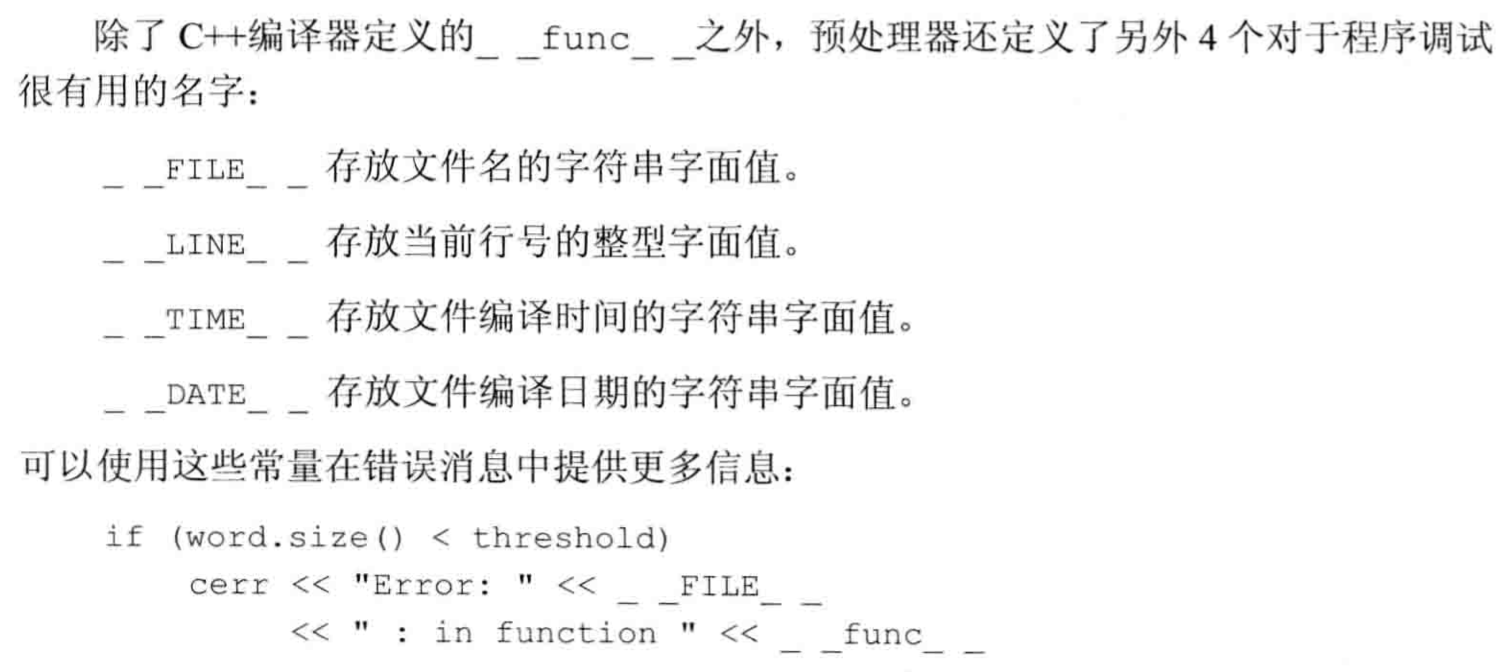 除了 C++编译器定义的_ _func_ _之外，预处理器还定义了另外 4 个对于程序调试
很有用的名字：
_ _FILE_ _ 存放文件名的字符串字面值。
_ _LINE_ _ 存放当前行号的整型字面值。
_ _TIME_ _ 存放文件编译时间的字符串字面值。
_ _DATE_ _ 存放文件编译日期的字符串字面值。
可以使用这些常量在错误消息中提供更多信息：
if (word.size() < threshold)
cerr << "Error: " << _ _FILE_ _
<< " : in function " << _ _func_ _